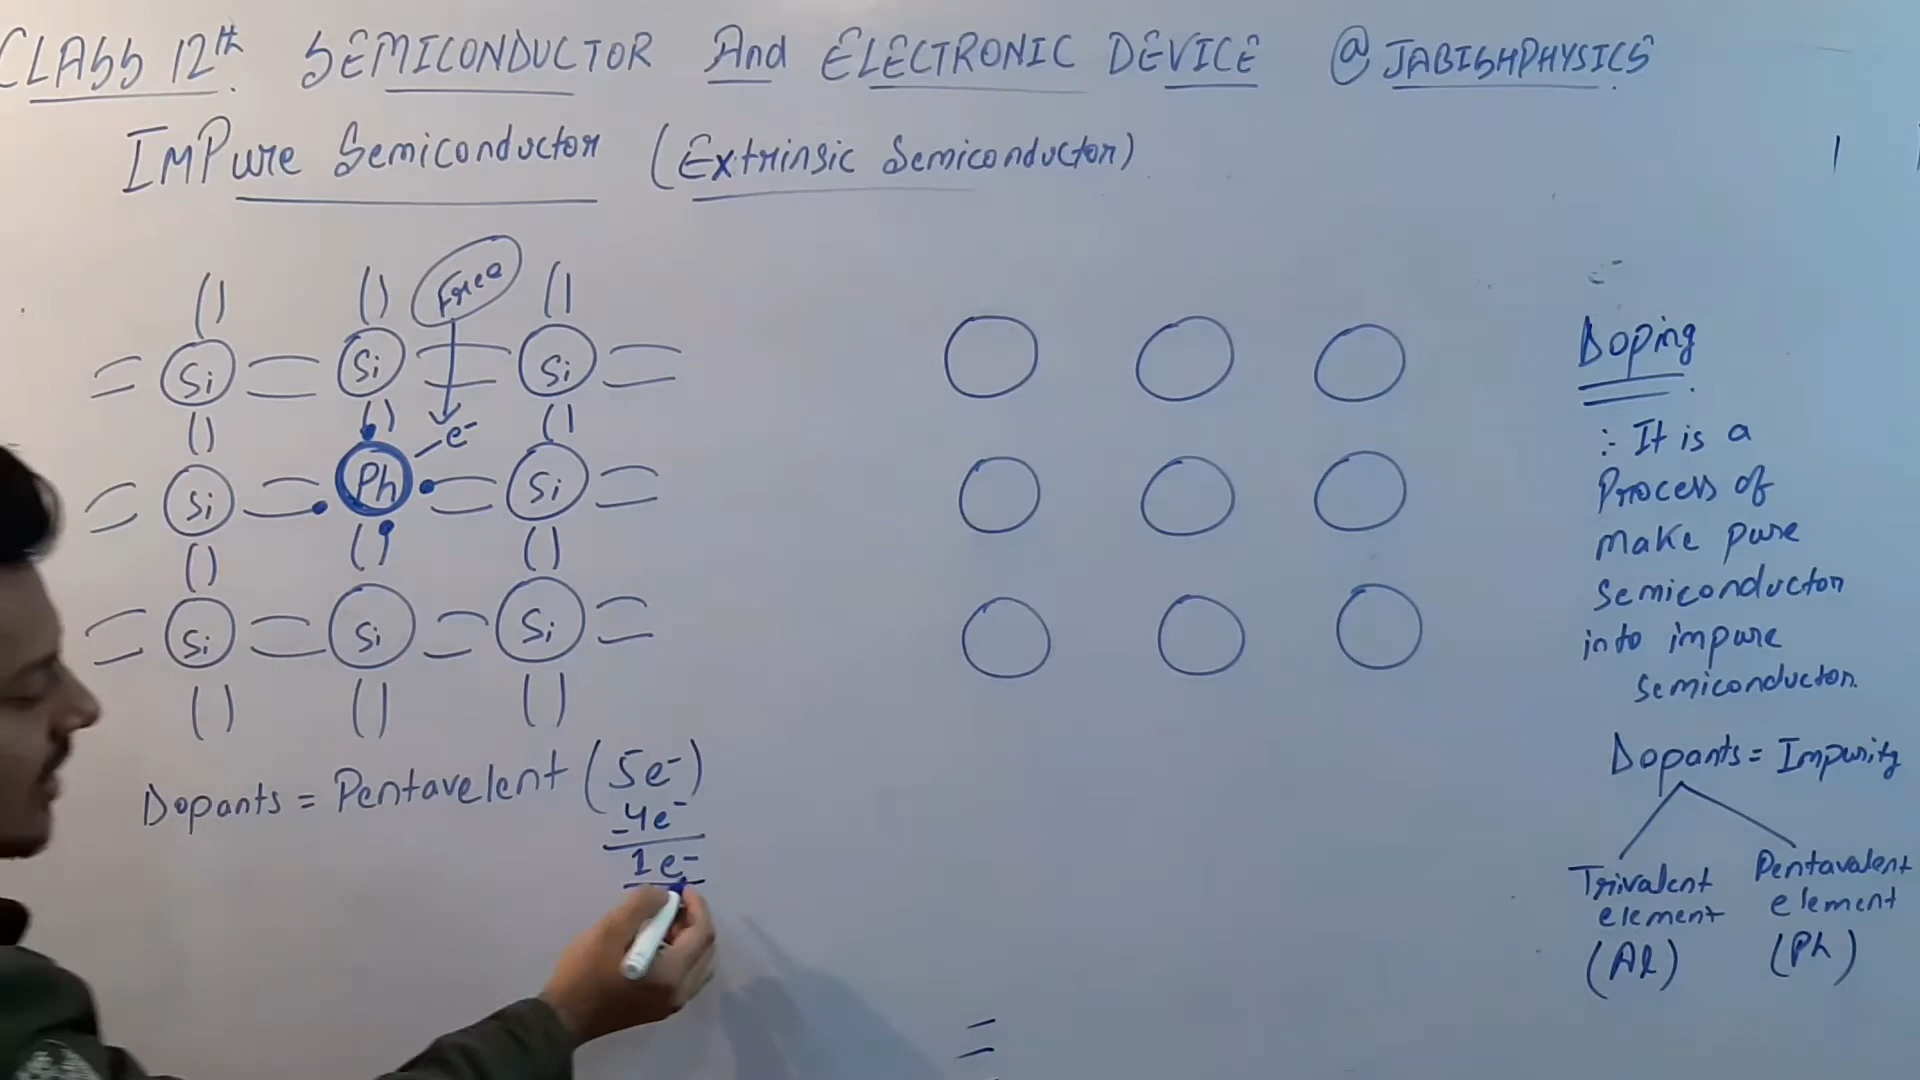 CLASS 12th SEMICONDUCTOR And ELECTRONIC DEVICE @JABISHPHYSICS
ImPure Semiconductor (Extrinsic Semiconductor)
Free
Si Si Si
e-
Si Ph Si
Si Si Si
Dopants = Pentavelent (5e-)
-4e-
1e-
Doping
: It is a
Process of
make pure
semiconductor
into impure
semiconductor.
Dopants = Impurity
Trivalent
element
(Al)
Pentavalent
element
(Ph)
=